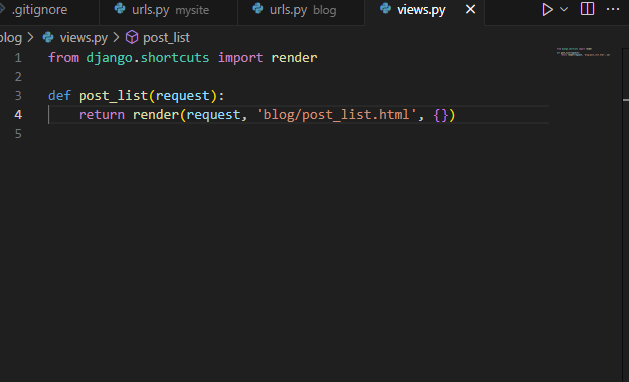 .gitignore urls.py mysite urls.py blog views.py
blog > views.py > post_list
1 from django.shortcuts import render
2
3 def post_list(request):
4     return render(request, 'blog/post_list.html', {})
5